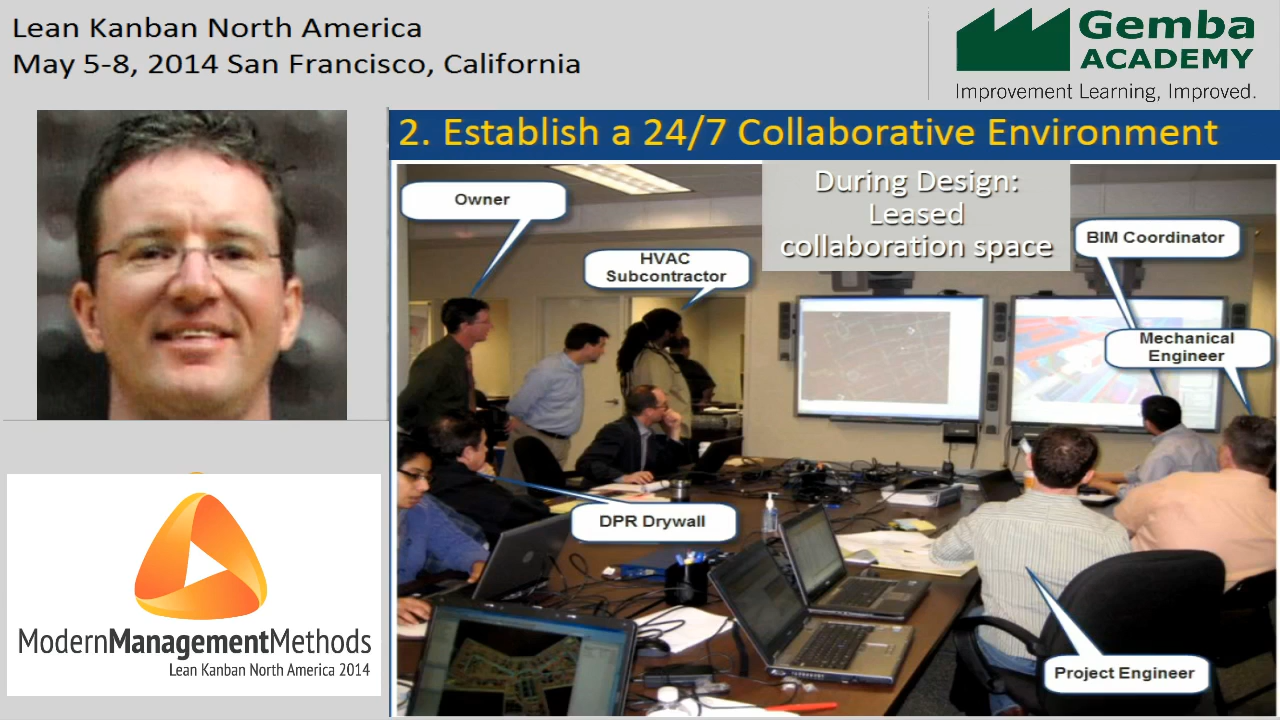 Lean Kanban North America
May 5-8, 2014 San Francisco, California
Gemba
ACADEMY
Improvement Learning, Improved.
2. Establish a 24/7 Collaborative Environment
During Design:
Leased
collaboration space
Owner
HVAC
Subcontractor
BIM Coordinator
Mechanical
Engineer
DPR Drywall
Project Engineer
ModernManagementMethods
Lean Kanban North America 2014